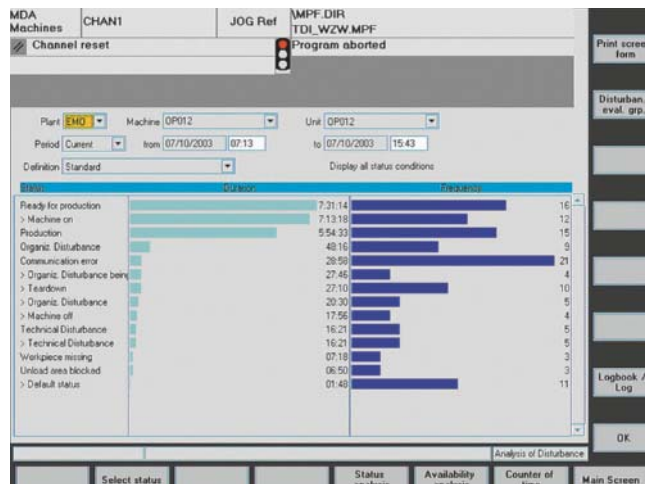 MDA
Machines
CHAN1
JOG Ref
\MPF.DIR
TDI_WZW.MPF
Channel reset
Program aborted
Print scree
form
Disturban.
eval. grp.
Plant EMO Machine OP012 Unit OP012
Period Current from 07/10/2003 07:13 to 07/10/2003 15:43
Definition Standard Display all status conditions
Status Duration Frequency
Ready for production 7:31:14 16
> Machine on 7:13:18 12
Production 5:54:33 15
Organiz. Disturbance 48:16 9
Communication error 28:58 21
> Organiz. Disturbance being 27:46 4
> Teardown 27:10 10
> Organiz. Disturbance 20:30 5
> Machine off 17:56 4
Technical Disturbance 16:21 5
> Technical Disturbance 16:21 5
Workpiece missing 07:18 3
Unload area blocked 06:50 3
> Default status 01:48 11
Logbook /
Log
OK
Analysis of Disturbance
Select status
Status
Availability
Counter of
Main Screen